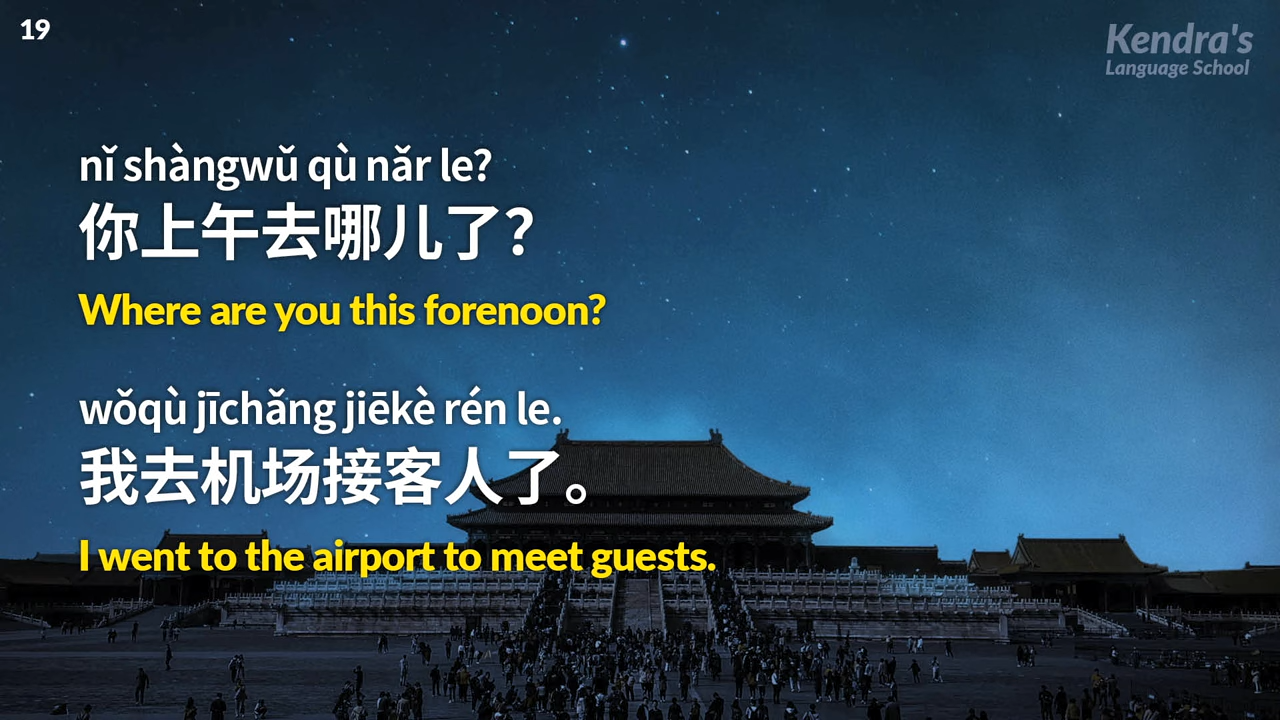 19
Kendra's
Language School
nǐ shàngwǔ qù nǎr le?
你上午去哪儿了？
Where are you this forenoon?
wǒqù jīchǎng jiēkè rén le.
我去机场接客人了。
I went to the airport to meet guests.